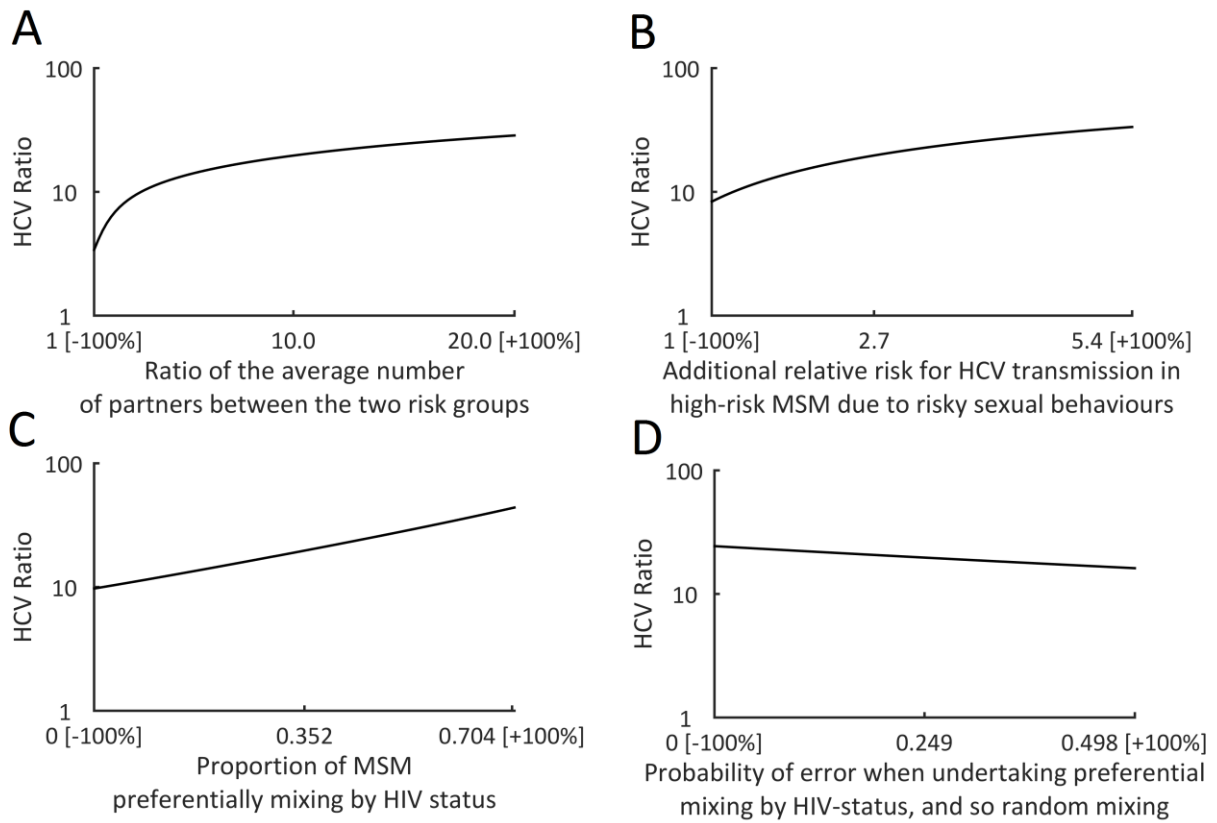 A
100
10
1
HCV Ratio
1 [-100%]
10.0
20.0 [+100%]
Ratio of the average number
of partners between the two risk groups
B
100
10
1
HCV Ratio
1 [-100%]
2.7
5.4 [+100%]
Additional relative risk for HCV transmission in
high-risk MSM due to risky sexual behaviours
C
100
10
1
HCV Ratio
0 [-100%]
0.352
0.704 [+100%]
Proportion of MSM
preferentially mixing by HIV status
D
100
10
1
HCV Ratio
0 [-100%]
0.249
0.498 [+100%]
Probability of error when undertaking preferential
mixing by HIV-status, and so random mixing